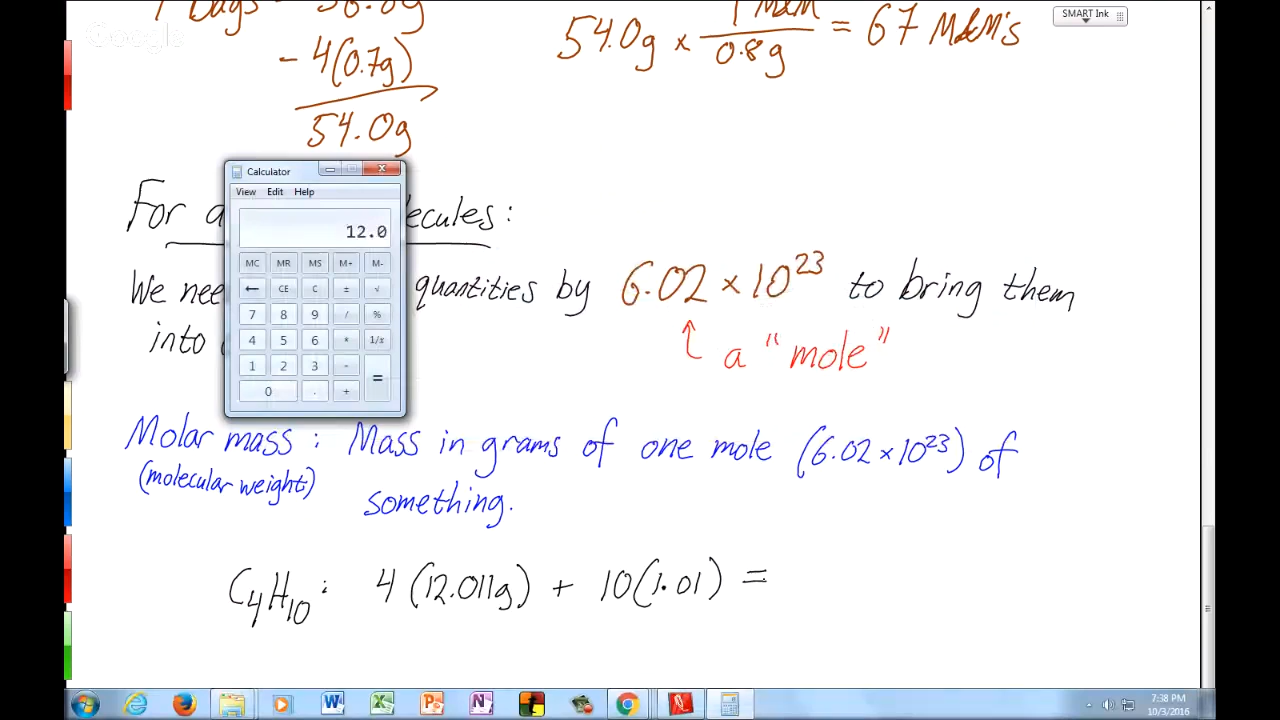 Google
SMART Ink
- 4(0.7g)
54.0g
54.0g × 1 M&M / 0.8g = 67 M&M's
Calculator
View Edit Help
12.0
MC MR MS M+ M-
← CE C ± √
7 8 9 / %
4 5 6 * 1/x
1 2 3 - =
0 . +
For ecules:
We nee quantities by 6.02 × 10²³ to bring them
into
a "mole"
Molar mass : Mass in grams of one mole (6.02 × 10²³) of
(molecular weight)
something.
C₄H₁₀: 4(12.011g) + 10(1.01) =
7:38 PM
10/3/2016